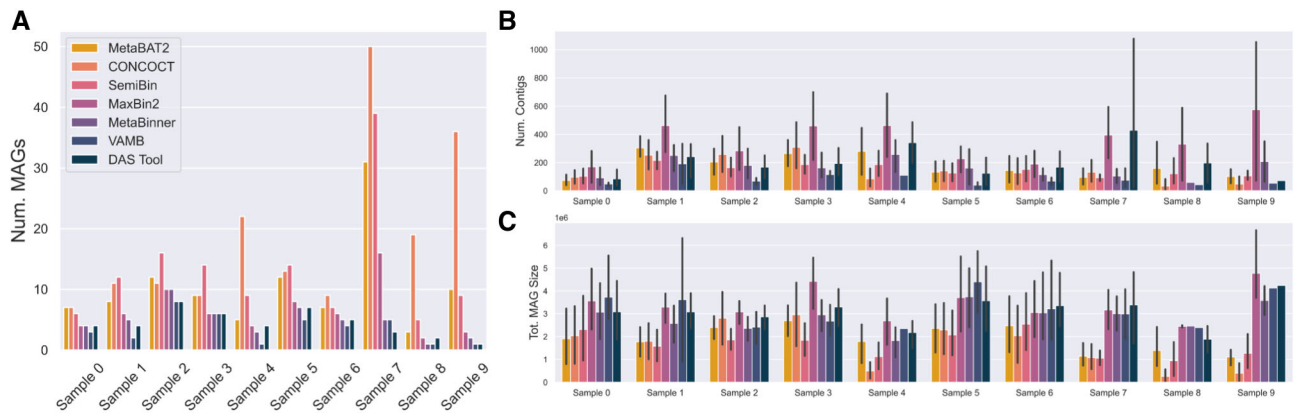 A
Num. MAGs
50
40
30
20
10
0
MetaBAT2
CONCOCT
SemiBin
MaxBin2
MetaBinner
VAMB
DAS Tool
Sample 0
Sample 1
Sample 2
Sample 3
Sample 4
Sample 5
Sample 6
Sample 7
Sample 8
Sample 9
B
Num. Contigs
1000
800
600
400
200
0
Sample 0 Sample 1 Sample 2 Sample 3 Sample 4 Sample 5 Sample 6 Sample 7 Sample 8 Sample 9
C
1e6
Tot. MAG Size
6
5
4
3
2
1
0
Sample 0 Sample 1 Sample 2 Sample 3 Sample 4 Sample 5 Sample 6 Sample 7 Sample 8 Sample 9